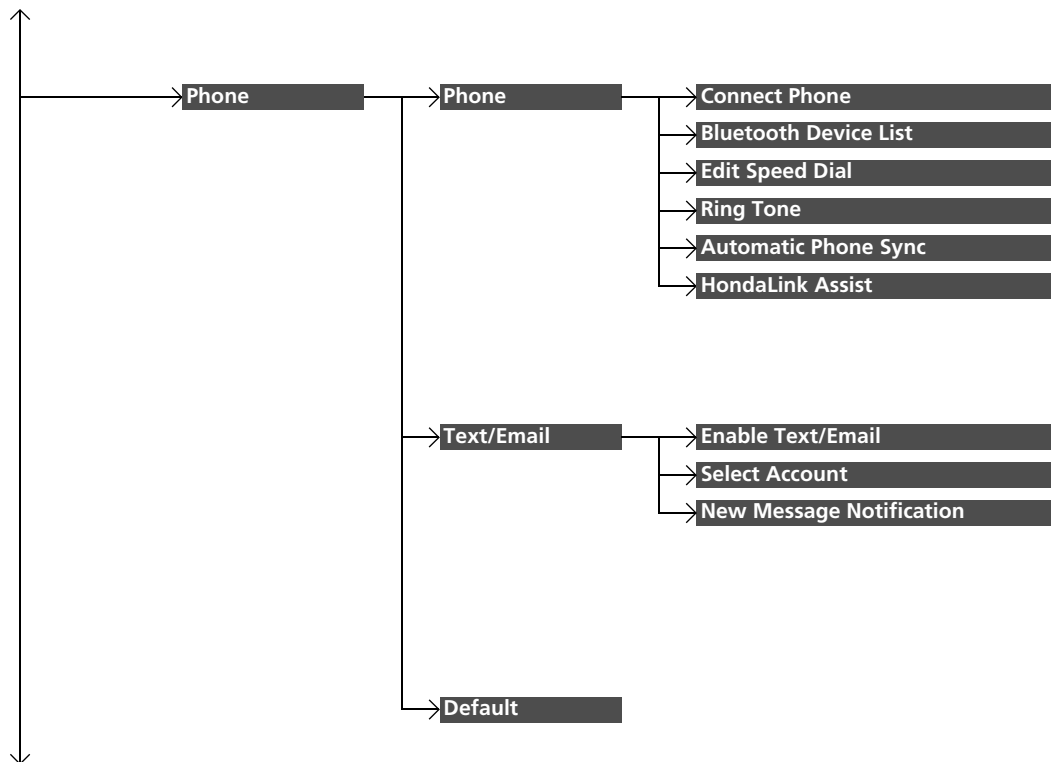 Phone
Phone
Connect Phone
Bluetooth Device List
Edit Speed Dial
Ring Tone
Automatic Phone Sync
HondaLink Assist
Text/Email
Enable Text/Email
Select Account
New Message Notification
Default